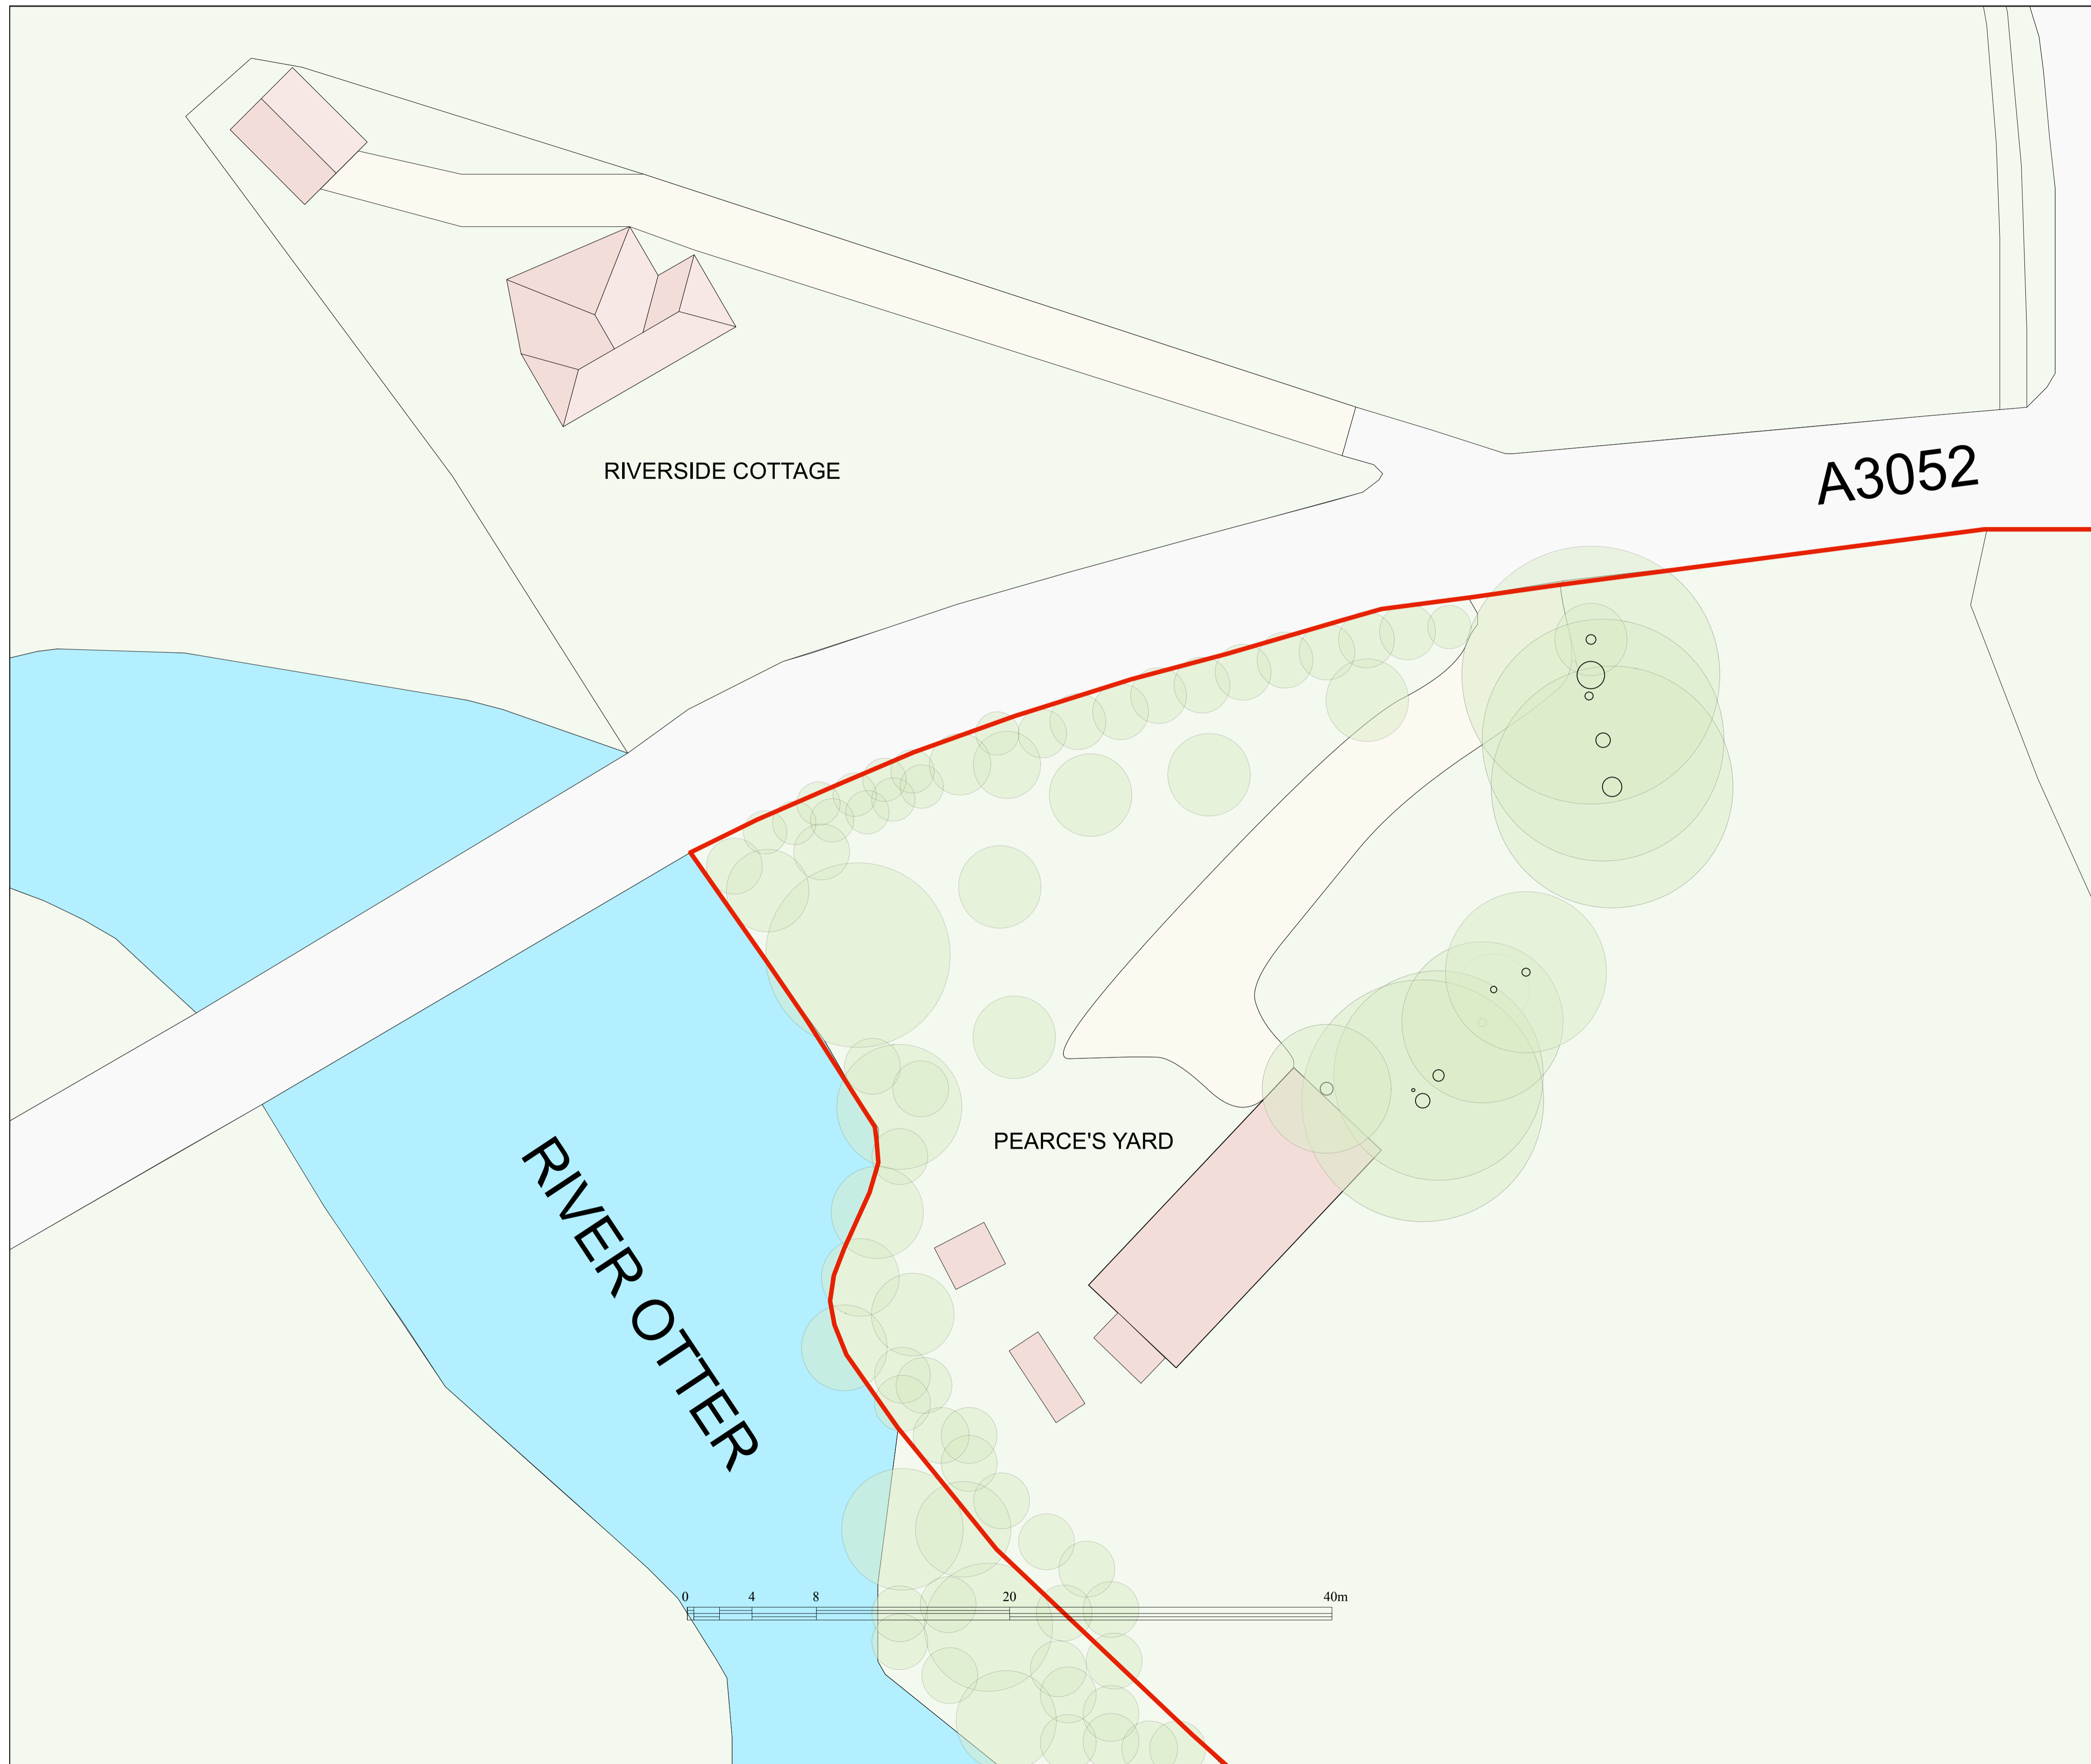 RIVERSIDE COTTAGE
A3052
PEARCE'S YARD
RIVER OTTER
0 4 8 20 40m